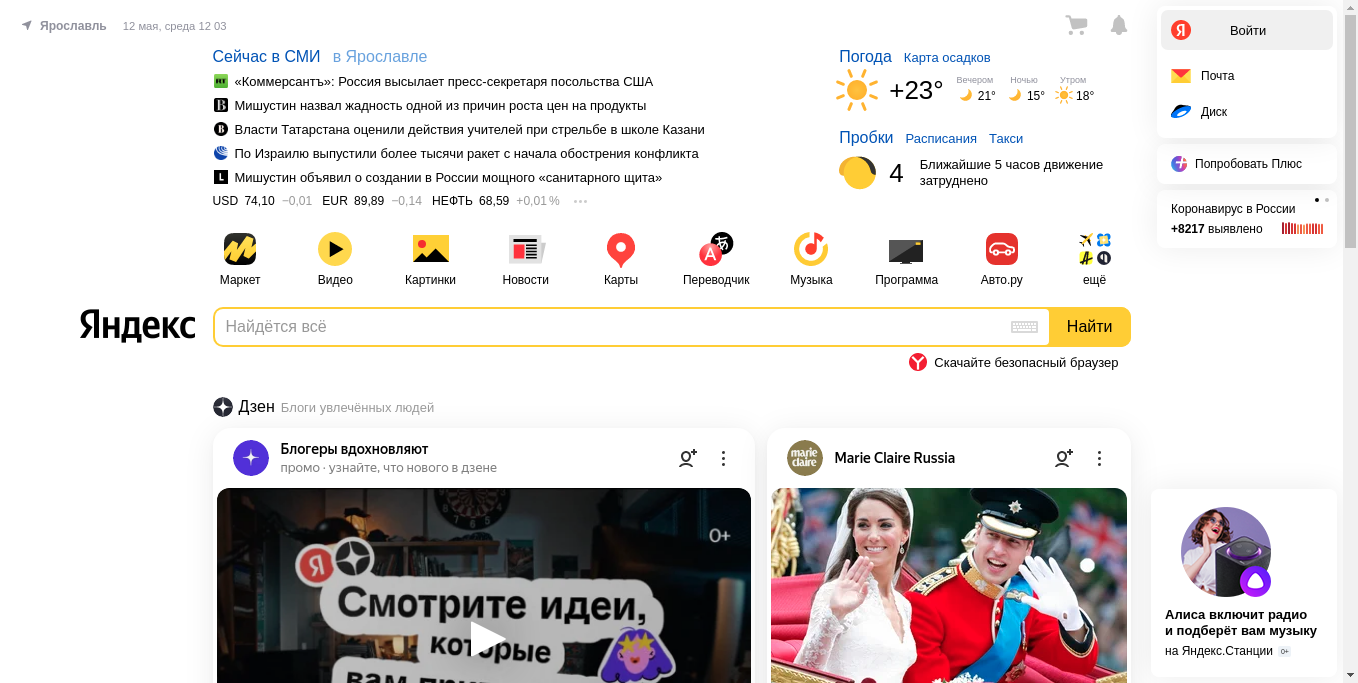 Ярославль 12 мая, среда 12 03
Сейчас в СМИ в Ярославле
«Коммерсантъ»: Россия высылает пресс-секретаря посольства США
Мишустин назвал жадность одной из причин роста цен на продукты
Власти Татарстана оценили действия учителей при стрельбе в школе Казани
По Израилю выпустили более тысячи ракет с начала обострения конфликта
Мишустин объявил о создании в России мощного «санитарного щита»
USD 74,10 −0,01 EUR 89,89 −0,14 НЕФТЬ 68,59 +0,01 %
Погода Карта осадков
+23° Вечером 21° Ночью 15° Утром 18°
Пробки Расписания Такси
4 Ближайшие 5 часов движение
затруднено
Войти
Почта
Диск
Попробовать Плюс
Коронавирус в России
+8217 выявлено
Маркет Видео Картинки Новости Карты Переводчик Музыка Программа Авто.ру ещё
Яндекс Найдётся всё Найти
Скачайте безопасный браузер
Дзен Блоги увлечённых людей
Блогеры вдохновляют
промо · узнайте, что нового в дзене
0+
Смотрите идеи,
которые
marie claire
Marie Claire Russia
Алиса включит радио
и подберёт вам музыку
на Яндекс.Станции 0+